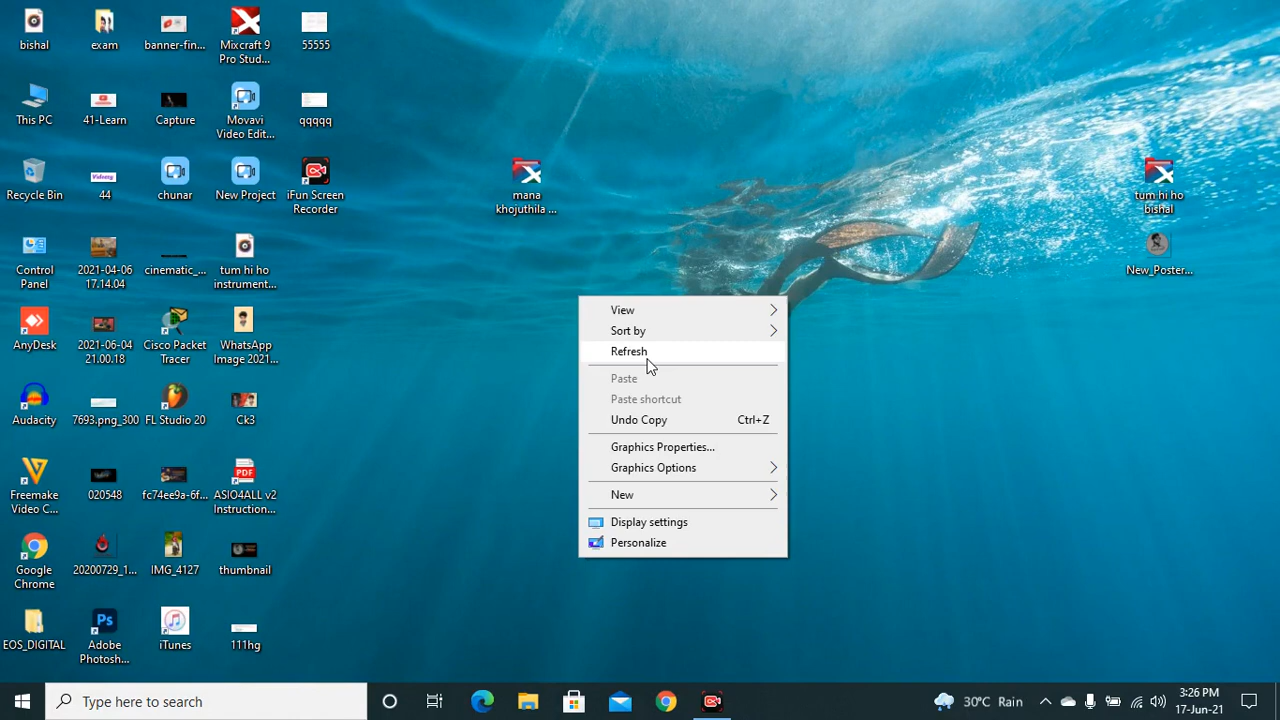 bishal
exam
banner-fin...
Mixcraft 9
Pro Stud...
55555
This PC
41-Learn
Capture
Movavi
Video Edit...
qqqqq
Recycle Bin
44
chunar
New Project
iFun Screen
Recorder
mana
khojuthila ...
tum hi ho
bishal
Control
Panel
2021-04-06
17.14.04
cinematic_...
tum hi ho
instrument...
New_Poster...
AnyDesk
2021-06-04
21.00.18
Cisco Packet
Tracer
WhatsApp
Image 2021...
Audacity
7693.png_300
FL Studio 20
Ck3
Freemake
Video C...
020548
fc74ee9a-6f...
PDF
ASIO4ALL v2
Instruction...
Google
Chrome
20200729_1...
IMG_4127
thumbnail
EOS_DIGITAL
Ps
Adobe
Photosh...
iTunes
111hg
View
Sort by
Refresh
Paste
Paste shortcut
Undo Copy Ctrl+Z
Graphics Properties...
Graphics Options
New
Display settings
Personalize
Type here to search
30°C Rain
3:26 PM
17-Jun-21